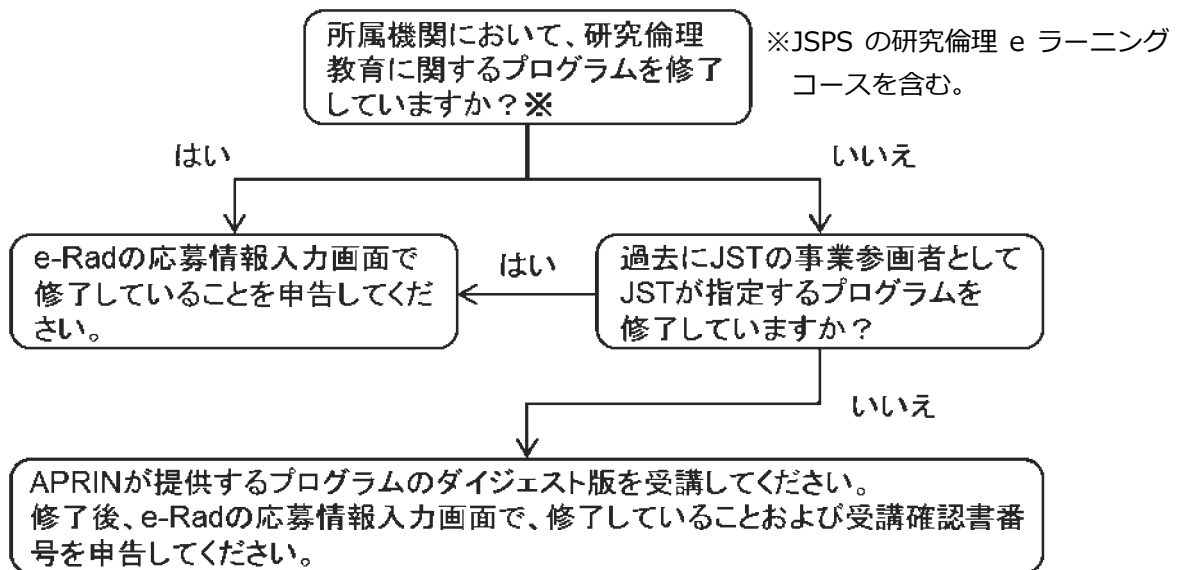 所属機関において、研究倫理
教育に関するプログラムを修了
していますか？※
※JSPS の研究倫理 e ラーニング
コースを含む。
はい
いいえ
e-Radの応募情報入力画面で
修了していることを申告してくだ
さい。
はい
過去にJSTの事業参画者として
JSTが指定するプログラムを
修了していますか？
いいえ
APRINが提供するプログラムのダイジェスト版を受講してください。
修了後、e-Radの応募情報入力画面で、修了していることおよび受講確認書番
号を申告してください。